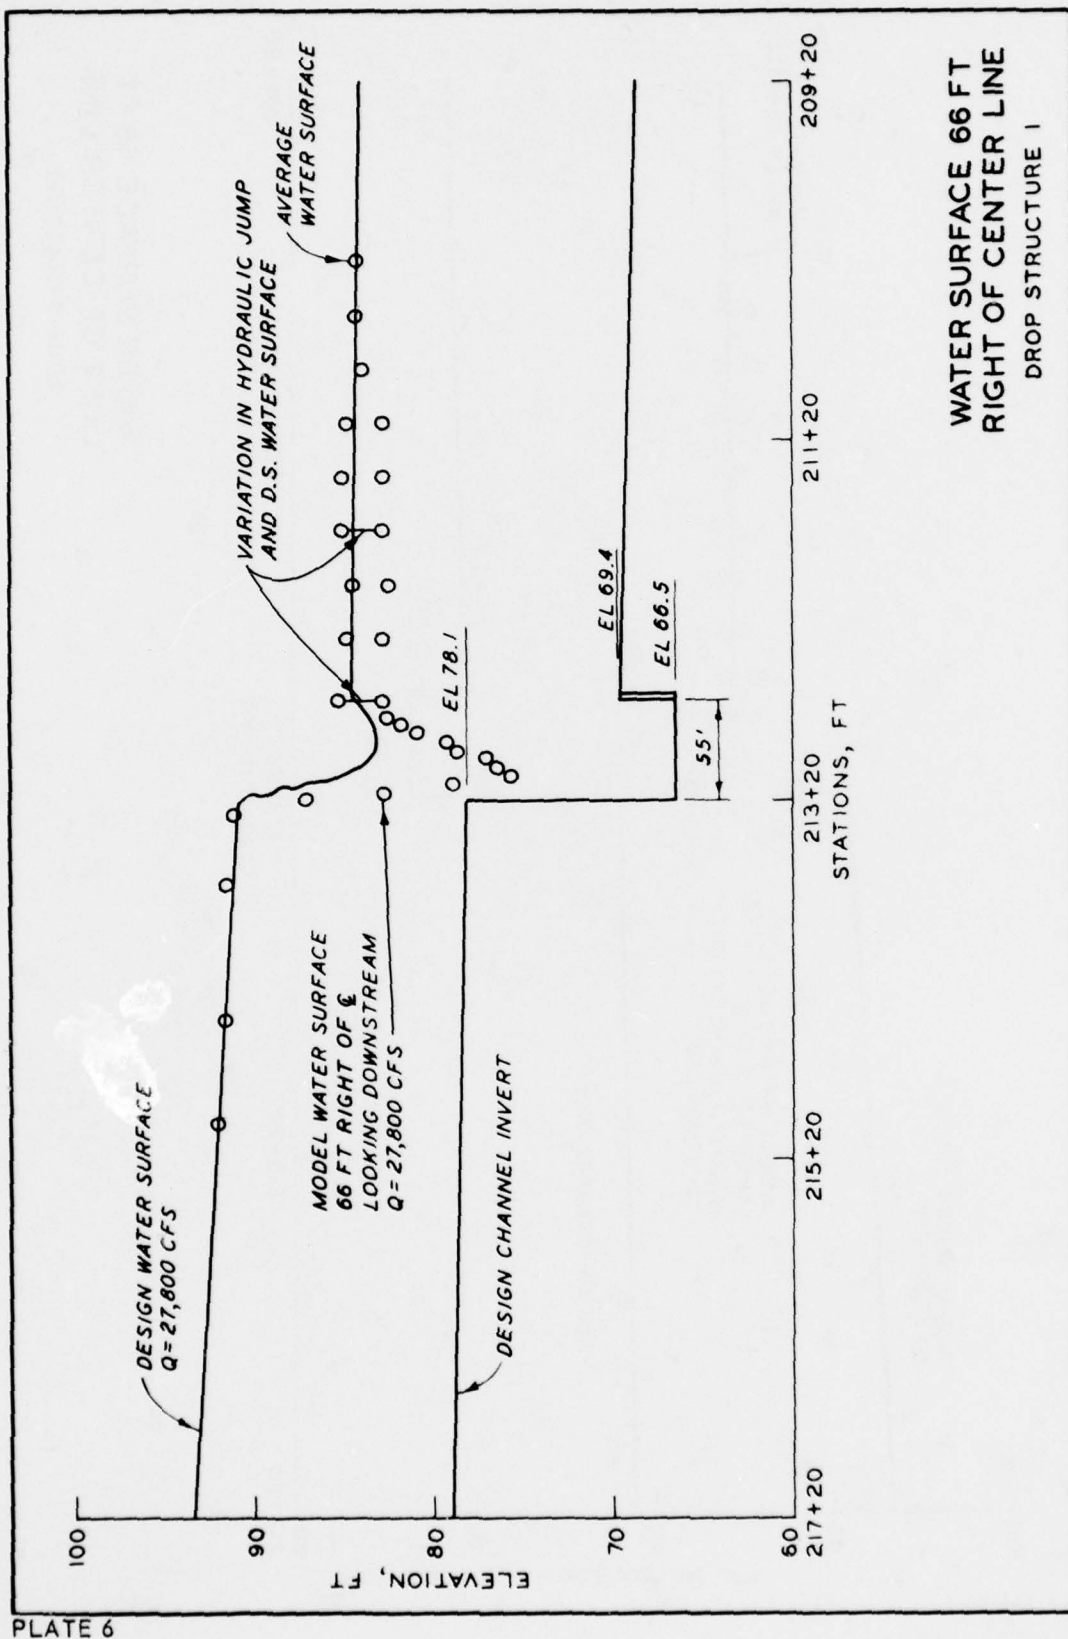 DESIGN WATER SURFACE
Q=27,800 CFS
VARIATION IN HYDRAULIC JUMP
AND D.S. WATER SURFACE
AVERAGE
WATER SURFACE
MODEL WATER SURFACE
66 FT RIGHT OF ℄
LOOKING DOWNSTREAM
Q=27,800 CFS
EL 78.1
DESIGN CHANNEL INVERT
EL 69.4
EL 66.5
55'
100
90
80
70
60
ELEVATION, FT
217+20
215+20
213+20
211+20
209+20
STATIONS, FT
WATER SURFACE 66 FT
RIGHT OF CENTER LINE
DROP STRUCTURE 1
PLATE 6